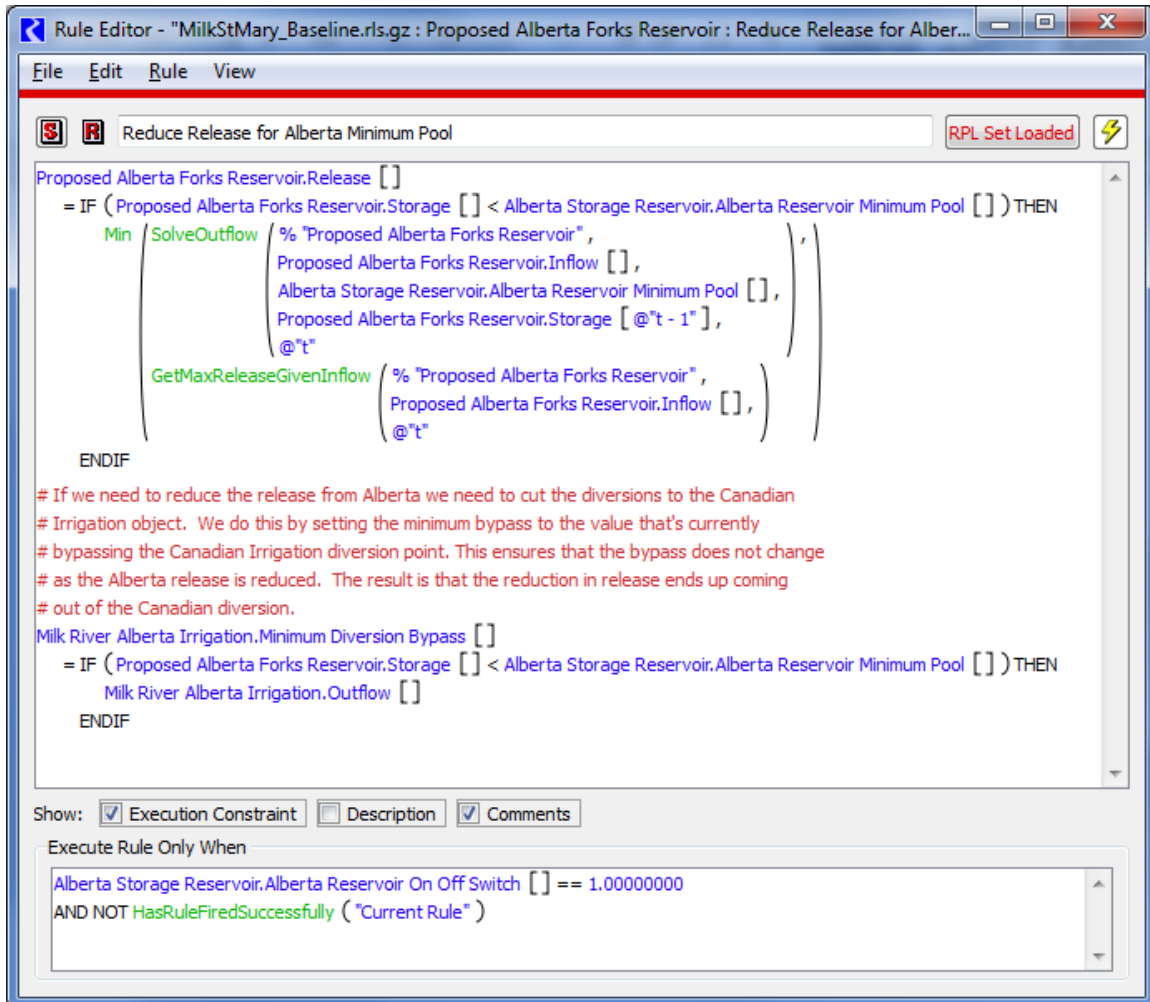 Rule Editor - "MilkStMary_Baseline.rls.gz : Proposed Alberta Forks Reservoir : Reduce Release for Alber...
File Edit Rule View
S R Reduce Release for Alberta Minimum Pool RPL Set Loaded
Proposed Alberta Forks Reservoir.Release []
= IF ( Proposed Alberta Forks Reservoir.Storage [] < Alberta Storage Reservoir.Alberta Reservoir Minimum Pool [] ) THEN
Min ( SolveOutflow ( % "Proposed Alberta Forks Reservoir" , ) ,
Proposed Alberta Forks Reservoir.Inflow [] ,
Alberta Storage Reservoir.Alberta Reservoir Minimum Pool [] ,
Proposed Alberta Forks Reservoir.Storage [ @"t - 1" ] ,
@"t"
GetMaxReleaseGivenInflow ( % "Proposed Alberta Forks Reservoir" ,
Proposed Alberta Forks Reservoir.Inflow [] ,
@"t" ) )
ENDIF
# If we need to reduce the release from Alberta we need to cut the diversions to the Canadian
# Irrigation object. We do this by setting the minimum bypass to the value that's currently
# bypassing the Canadian Irrigation diversion point. This ensures that the bypass does not change
# as the Alberta release is reduced. The result is that the reduction in release ends up coming
# out of the Canadian diversion.
Milk River Alberta Irrigation.Minimum Diversion Bypass []
= IF ( Proposed Alberta Forks Reservoir.Storage [] < Alberta Storage Reservoir.Alberta Reservoir Minimum Pool [] ) THEN
Milk River Alberta Irrigation.Outflow []
ENDIF
Show: Execution Constraint Description Comments
Execute Rule Only When
Alberta Storage Reservoir.Alberta Reservoir On Off Switch [] == 1.00000000
AND NOT HasRuleFiredSuccessfully ( "Current Rule" )